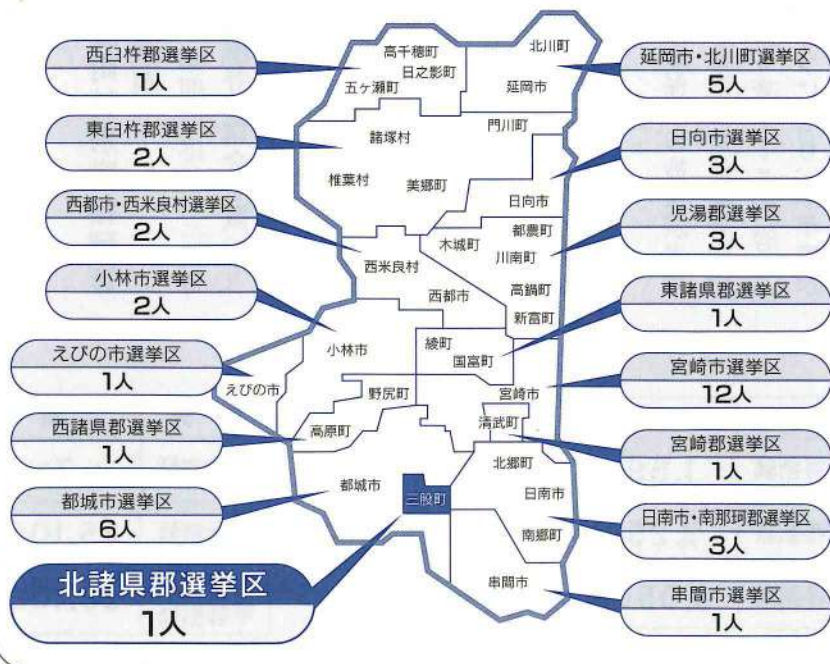 西臼杵郡選挙区
1人
東臼杵郡選挙区
2人
西都市・西米良村選挙区
2人
小林市選挙区
2人
えびの市選挙区
1人
西諸県郡選挙区
1人
都城市選挙区
6人
北諸県郡選挙区
1人
高千穂町
日之影町
五ヶ瀬町
北川町
延岡市
門川町
諸塚村
椎葉村
美郷町
日向市
都農町
木城町
川南町
西米良村
高鍋町
西都市
新富町
綾町
小林市
国富町
えびの市
野尻町
宮崎市
清武町
高原町
北郷町
都城市
三股町
日南市
南郷町
串間市
延岡市・北川町選挙区
5人
日向市選挙区
3人
児湯郡選挙区
3人
東諸県郡選挙区
1人
宮崎市選挙区
12人
宮崎郡選挙区
1人
日南市・南那珂郡選挙区
3人
串間市選挙区
1人